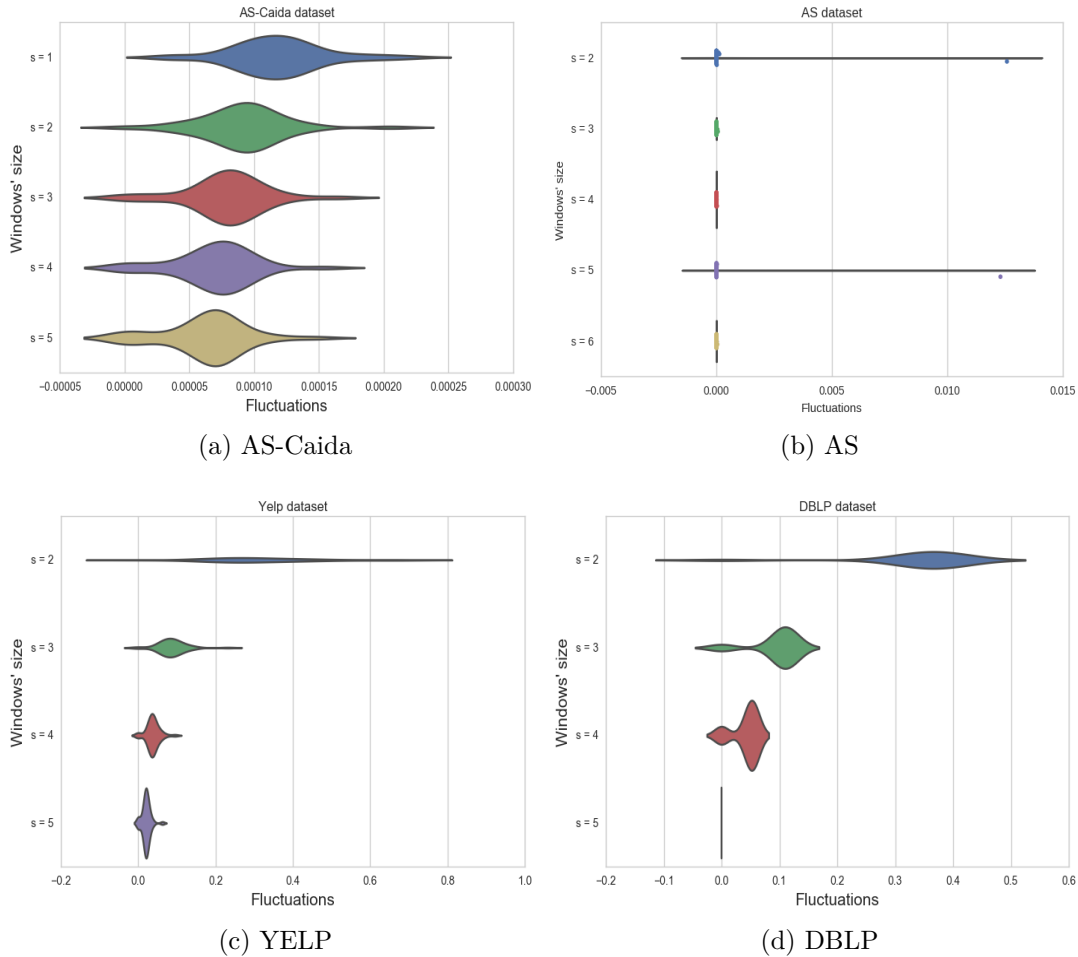 AS-Caida dataset
Windows' size
s = 1
s = 2
s = 3
s = 4
s = 5
−0.00005 0.00000 0.00005 0.00010 0.00015 0.00020 0.00025 0.00030
Fluctuations
(a) AS-Caida
AS dataset
Windows' size
s = 2
s = 3
s = 4
s = 5
s = 6
−0.005 0.000 0.005 0.010 0.015
Fluctuations
(b) AS
Yelp dataset
Windows' size
s = 2
s = 3
s = 4
s = 5
−0.2 0.0 0.2 0.4 0.6 0.8 1.0
Fluctuations
(c) YELP
DBLP dataset
Windows' size
s = 2
s = 3
s = 4
s = 5
−0.2 −0.1 0.0 0.1 0.2 0.3 0.4 0.5 0.6
Fluctuations
(d) DBLP